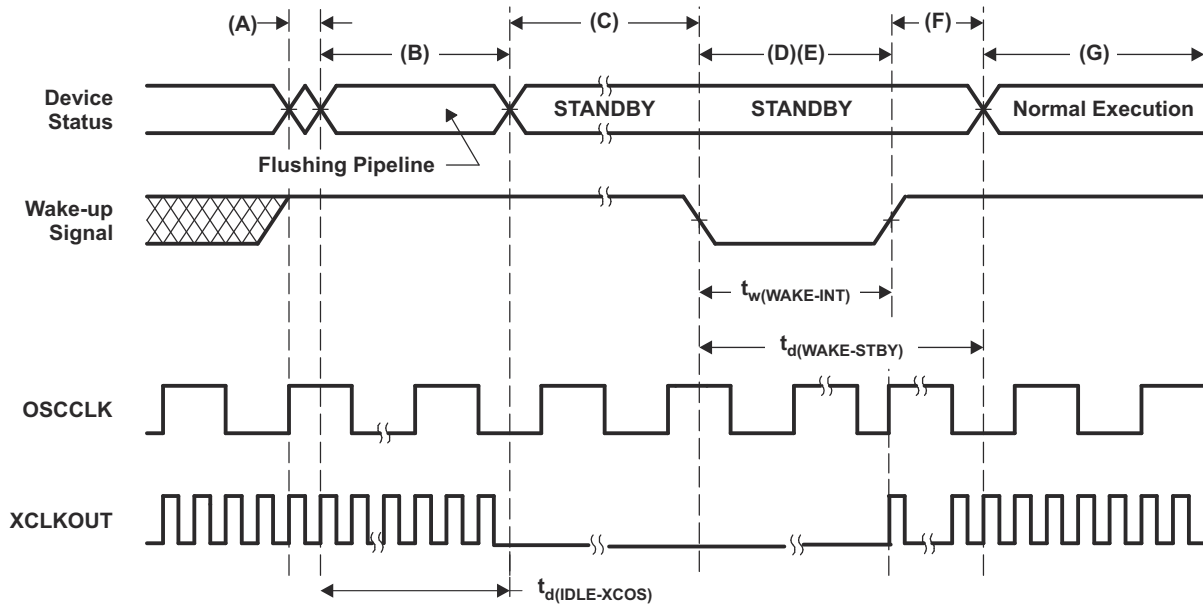 (A)
(C)
(F)
(B)
(D)(E)
(G)
Device
Status
STANDBY
STANDBY
Normal Execution
Flushing Pipeline
Wake-up
Signal
tw(WAKE-INT)
td(WAKE-STBY)
OSCCLK
XCLKOUT
td(IDLE-XCOS)